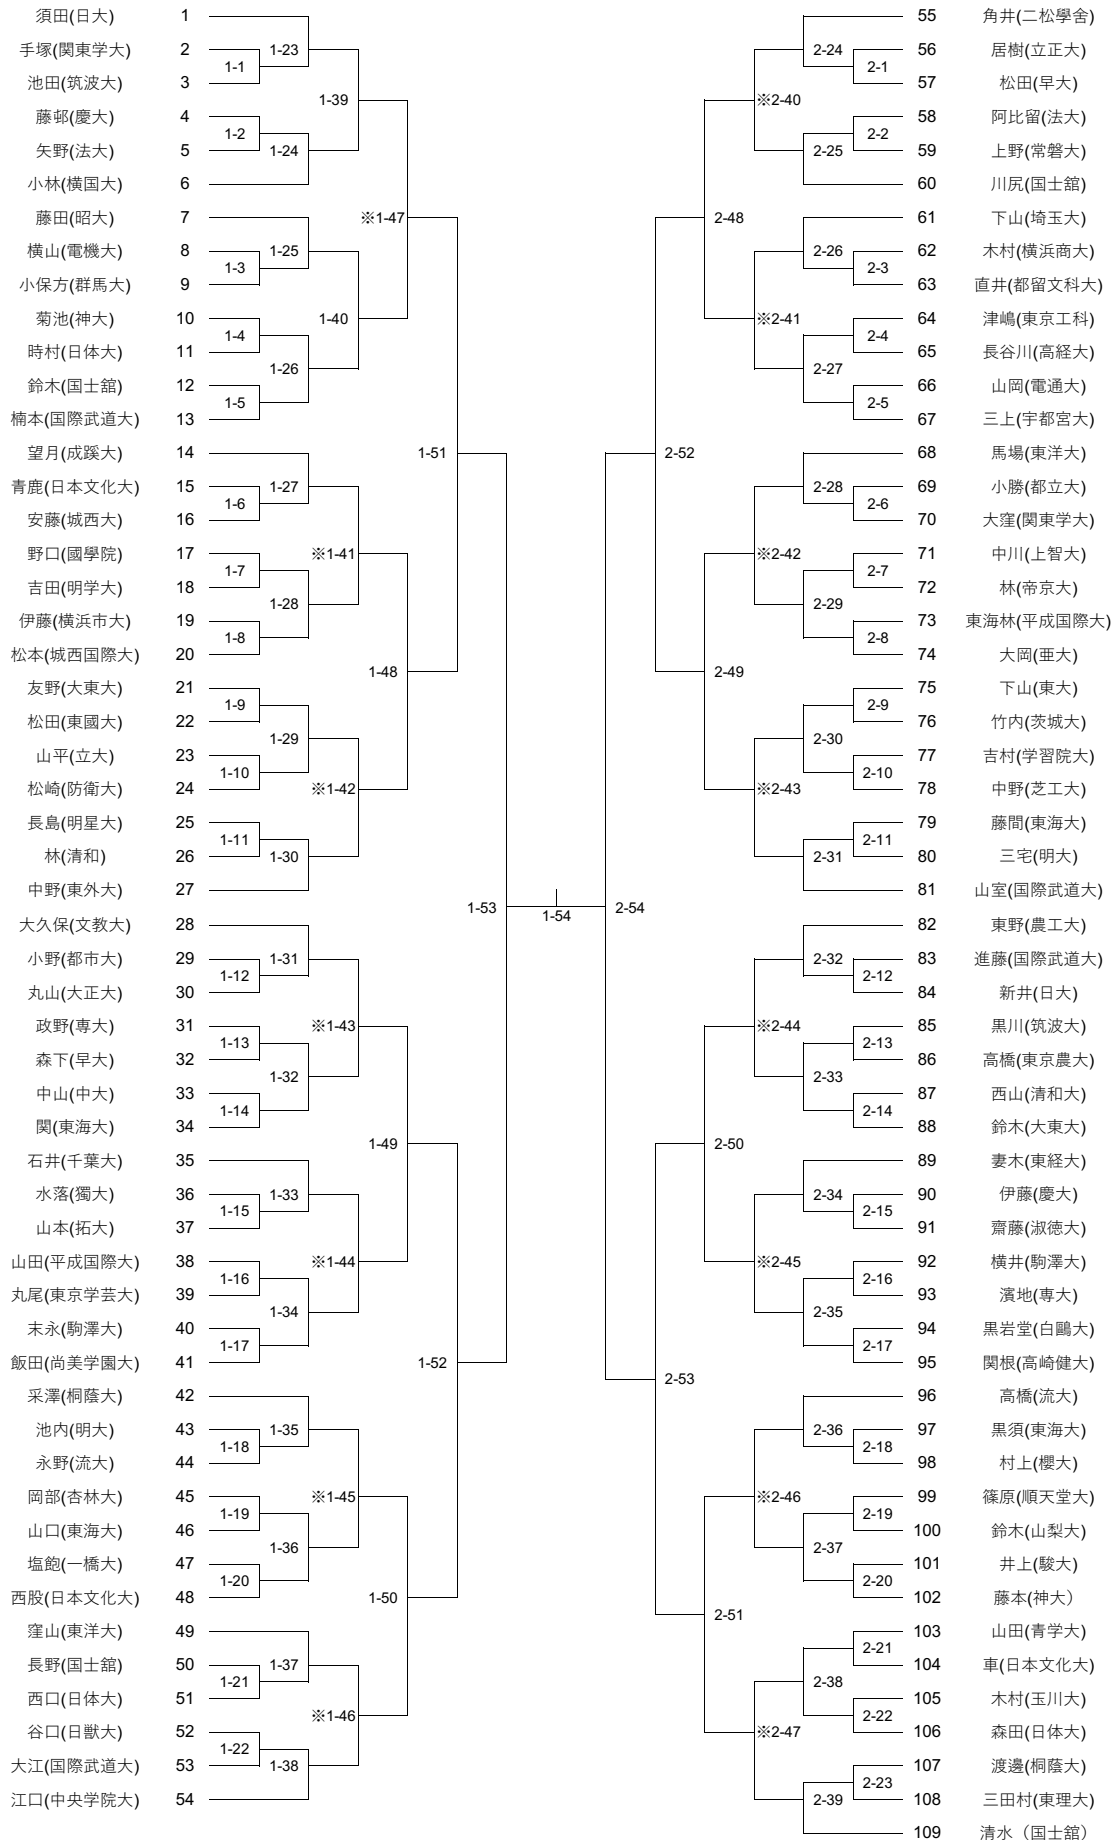 須田(日大) 1
手塚(関東学大) 2
池田(筑波大) 3
藤邨(慶大) 4
矢野(法大) 5
小林(横国大) 6
藤田(昭大) 7
横山(電機大) 8
小保方(群馬大) 9
菊池(神大) 10
時村(日体大) 11
鈴木(国士舘) 12
楠本(国際武道大) 13
望月(成蹊大) 14
青鹿(日本文化大) 15
安藤(城西大) 16
野口(國學院) 17
吉田(明学大) 18
伊藤(横浜市大) 19
松本(城西国際大) 20
友野(大東大) 21
松田(東國大) 22
山平(立大) 23
松崎(防衛大) 24
長島(明星大) 25
林(清和) 26
中野(東外大) 27
大久保(文教大) 28
小野(都市大) 29
丸山(大正大) 30
政野(専大) 31
森下(早大) 32
中山(中大) 33
関(東海大) 34
石井(千葉大) 35
水落(獨大) 36
山本(拓大) 37
山田(平成国際大) 38
丸尾(東京学芸大) 39
末永(駒澤大) 40
飯田(尚美学園大) 41
采澤(桐蔭大) 42
池内(明大) 43
永野(流大) 44
岡部(杏林大) 45
山口(東海大) 46
塩飽(一橋大) 47
西股(日本文化大) 48
窪山(東洋大) 49
長野(国士舘) 50
西口(日体大) 51
谷口(日獣大) 52
大江(国際武道大) 53
江口(中央学院大) 54
1-1
1-2
1-3
1-4
1-5
1-6
1-7
1-8
1-9
1-10
1-11
1-12
1-13
1-14
1-15
1-16
1-17
1-18
1-19
1-20
1-21
1-22
1-23
1-24
1-25
1-26
1-27
1-28
1-29
1-30
1-31
1-32
1-33
1-34
1-35
1-36
1-37
1-38
1-39
1-40
※1-41
※1-42
※1-43
※1-44
※1-45
※1-46
※1-47
1-48
1-49
1-50
1-51
1-52
1-53
1-54
2-54
2-52
2-53
2-48
2-49
2-50
2-51
※2-40
※2-41
※2-42
※2-43
※2-44
※2-45
※2-46
※2-47
2-24
2-25
2-26
2-27
2-28
2-29
2-30
2-31
2-32
2-33
2-34
2-35
2-36
2-37
2-38
2-39
2-1
2-2
2-3
2-4
2-5
2-6
2-7
2-8
2-9
2-10
2-11
2-12
2-13
2-14
2-15
2-16
2-17
2-18
2-19
2-20
2-21
2-22
2-23
55 角井(二松學舍)
56 居樹(立正大)
57 松田(早大)
58 阿比留(法大)
59 上野(常磐大)
60 川尻(国士舘)
61 下山(埼玉大)
62 木村(横浜商大)
63 直井(都留文科大)
64 津嶋(東京工科)
65 長谷川(高経大)
66 山岡(電通大)
67 三上(宇都宮大)
68 馬場(東洋大)
69 小勝(都立大)
70 大窪(関東学大)
71 中川(上智大)
72 林(帝京大)
73 東海林(平成国際大)
74 大岡(亜大)
75 下山(東大)
76 竹内(茨城大)
77 吉村(学習院大)
78 中野(芝工大)
79 藤間(東海大)
80 三宅(明大)
81 山室(国際武道大)
82 東野(農工大)
83 進藤(国際武道大)
84 新井(日大)
85 黒川(筑波大)
86 高橋(東京農大)
87 西山(清和大)
88 鈴木(大東大)
89 妻木(東経大)
90 伊藤(慶大)
91 齋藤(淑徳大)
92 横井(駒澤大)
93 濱地(専大)
94 黒岩堂(白鷗大)
95 関根(高崎健大)
96 高橋(流大)
97 黒須(東海大)
98 村上(櫻大)
99 篠原(順天堂大)
100 鈴木(山梨大)
101 井上(駿大)
102 藤本(神大）
103 山田(青学大)
104 車(日本文化大)
105 木村(玉川大)
106 森田(日体大)
107 渡邊(桐蔭大)
108 三田村(東理大)
109 清水（国士舘）